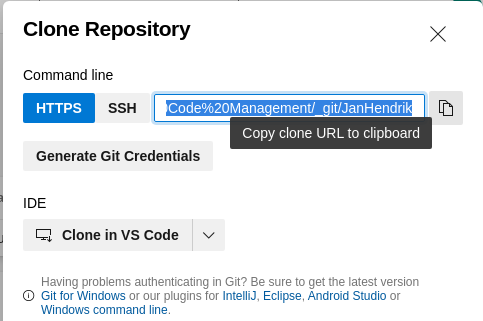 Clone Repository
Command line
HTTPS SSH Code%20Management/_git/JanHendrik
Copy clone URL to clipboard
Generate Git Credentials
IDE
Clone in VS Code
Having problems authenticating in Git? Be sure to get the latest version
Git for Windows or our plugins for IntelliJ, Eclipse, Android Studio or
Windows command line.